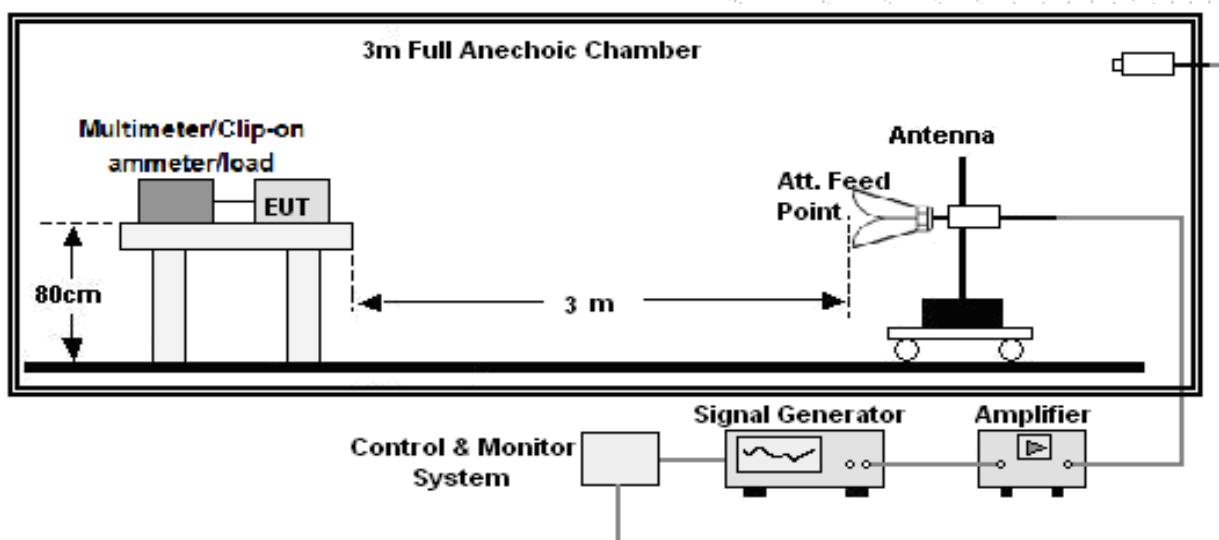 3m Full Anechoic Chamber
Multimeter/Clip-on
ammeter/load
EUT
80cm
3 m
Antenna
Att. Feed
Point
Signal Generator
Amplifier
Control & Monitor
System